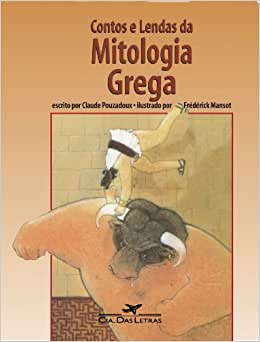 Contos e Lendas da
Mitologia
Grega
escrito por Claude Pouzadoux • ilustrado por Frédérick Mansot
CIA. DAS LETRAS